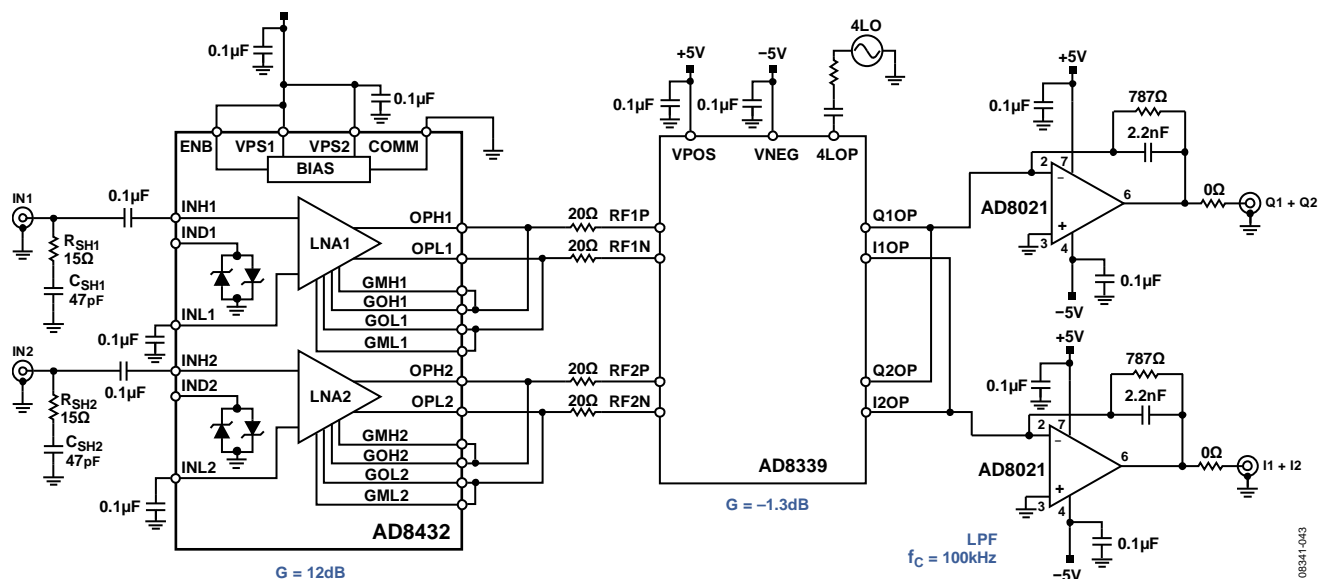 4LO
+5V
−5V
+5V
0.1µF
0.1µF
0.1µF
0.1µF
0.1µF
787Ω
2.2nF
ENB
VPS1
VPS2
COMM
BIAS
VPOS
VNEG
4LOP
2
7
−
6
AD8021
+
3
4
0Ω
Q1 + Q2
0.1µF
−5V
IN1
0.1µF
INH1
IND1
LNA1
OPH1
20Ω
RF1P
Q1OP
OPL1
20Ω
RF1N
I1OP
RSH1
15Ω
CSH1
47pF
GMH1
GOH1
GOL1
GML1
INL1
0.1µF
IN2
0.1µF
INH2
IND2
LNA2
OPH2
20Ω
RF2P
Q2OP
OPL2
20Ω
RF2N
I2OP
RSH2
15Ω
CSH2
47pF
GMH2
GOH2
GOL2
GML2
INL2
0.1µF
+5V
0.1µF
787Ω
2.2nF
2
7
−
6
AD8021
+
3
4
0Ω
I1 + I2
0.1µF
−5V
AD8432
AD8339
G = 12dB
G = −1.3dB
LPF
fC = 100kHz
08341-043